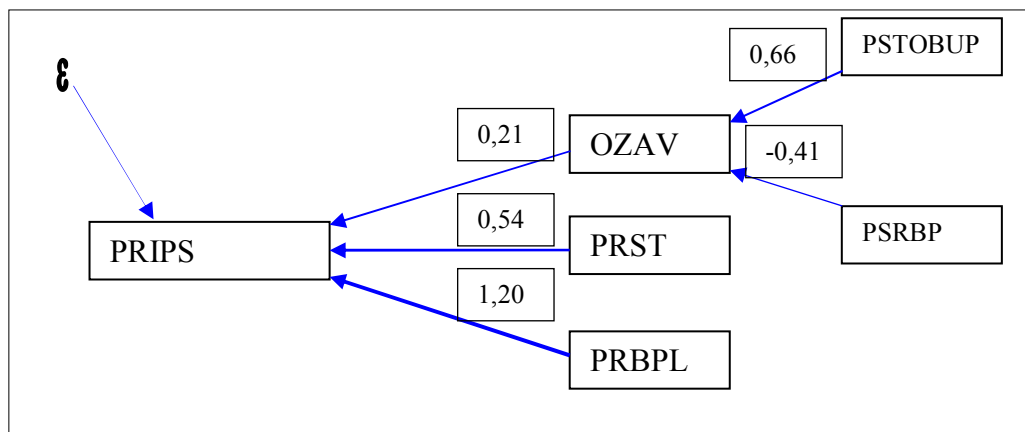 PSTOBUP
0,66
ε
0,21
OZAV
-0,41
PRIPS
0,54
PRST
PSRBP
1,20
PRBPL